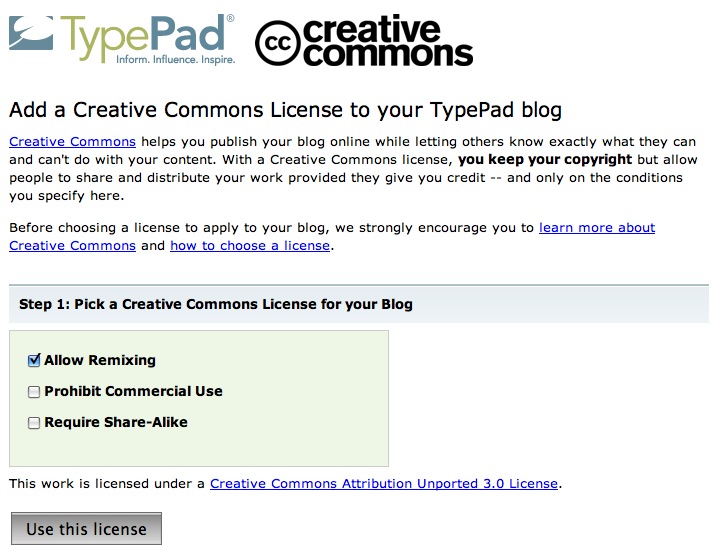 TypePad®
Inform. Influence. Inspire.
cc creative
commons
Add a Creative Commons License to your TypePad blog
Creative Commons helps you publish your blog online while letting others know exactly what they can
and can't do with your content. With a Creative Commons license, you keep your copyright but allow
people to share and distribute your work provided they give you credit -- and only on the conditions
you specify here.
Before choosing a license to apply to your blog, we strongly encourage you to learn more about
Creative Commons and how to choose a license.
Step 1: Pick a Creative Commons License for your Blog
Allow Remixing
Prohibit Commercial Use
Require Share-Alike
This work is licensed under a Creative Commons Attribution Unported 3.0 License.
Use this license